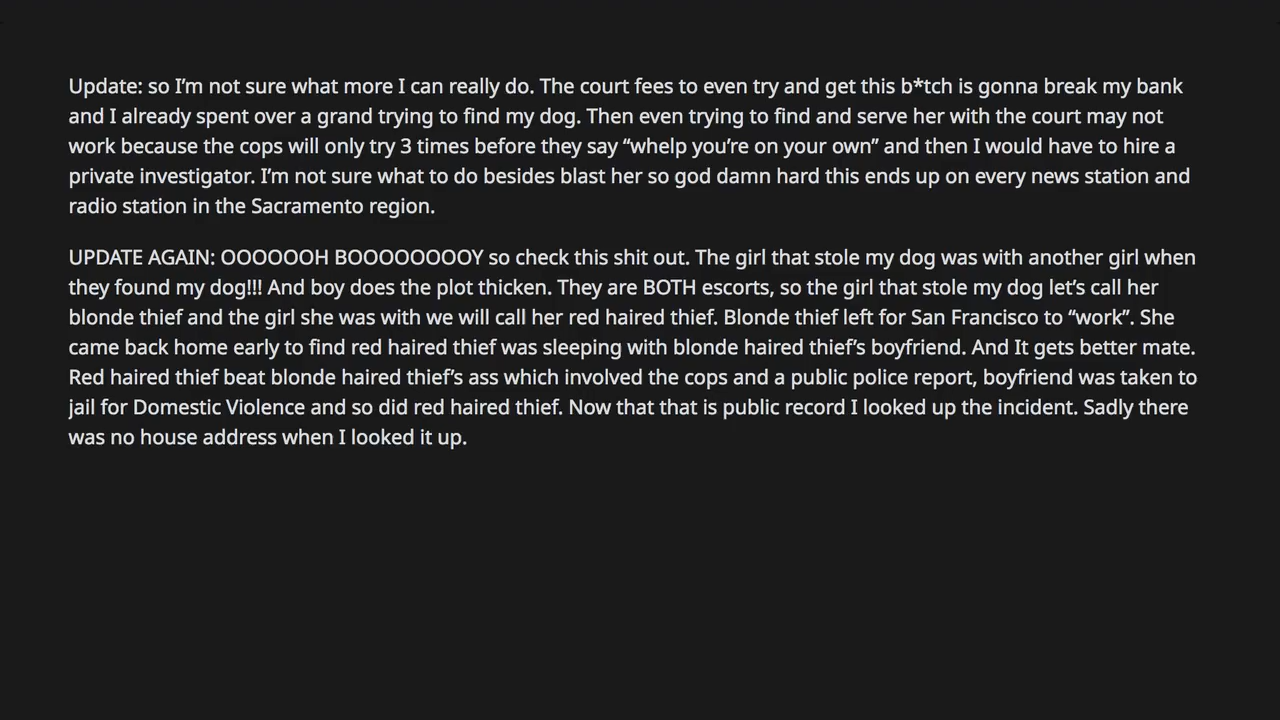 Update: so I’m not sure what more I can really do. The court fees to even try and get this b*tch is gonna break my bank
and I already spent over a grand trying to find my dog. Then even trying to find and serve her with the court may not
work because the cops will only try 3 times before they say “whelp you’re on your own” and then I would have to hire a
private investigator. I’m not sure what to do besides blast her so god damn hard this ends up on every news station and
radio station in the Sacramento region.
UPDATE AGAIN: OOOOOOH BOOOOOOOOY so check this shit out. The girl that stole my dog was with another girl when
they found my dog!!! And boy does the plot thicken. They are BOTH escorts, so the girl that stole my dog let’s call her
blonde thief and the girl she was with we will call her red haired thief. Blonde thief left for San Francisco to “work”. She
came back home early to find red haired thief was sleeping with blonde haired thief’s boyfriend. And It gets better mate.
Red haired thief beat blonde haired thief’s ass which involved the cops and a public police report, boyfriend was taken to
jail for Domestic Violence and so did red haired thief. Now that that is public record I looked up the incident. Sadly there
was no house address when I looked it up.